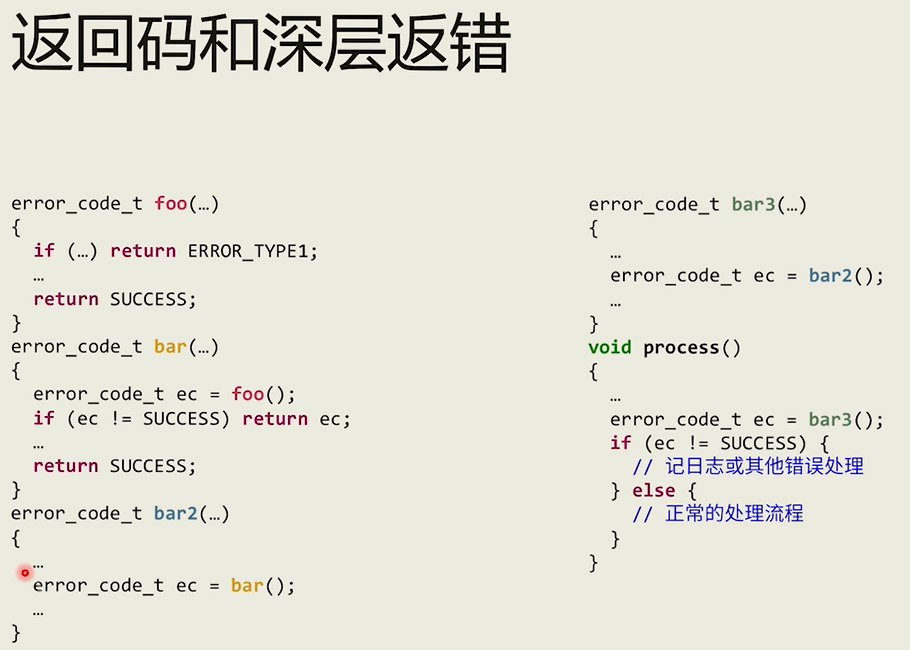 返回码和深层返错
error_code_t foo(…)
{
  if (…) return ERROR_TYPE1;
  …
  return SUCCESS;
}
error_code_t bar(…)
{
  error_code_t ec = foo();
  if (ec != SUCCESS) return ec;
  …
  return SUCCESS;
}
error_code_t bar2(…)
{
  …
  error_code_t ec = bar();
  …
}
error_code_t bar3(…)
{
  …
  error_code_t ec = bar2();
  …
}
void process()
{
  …
  error_code_t ec = bar3();
  if (ec != SUCCESS) {
    // 记日志或其他错误处理
  } else {
    // 正常的处理流程
  }
}